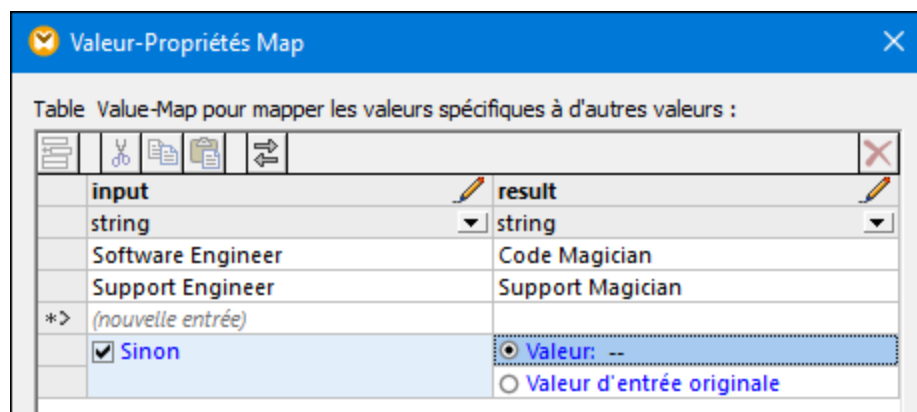 Valeur-Propriétés Map
Table Value-Map pour mapper les valeurs spécifiques à d'autres valeurs :
input result
string string
Software Engineer Code Magician
Support Engineer Support Magician
(nouvelle entrée)
Sinon Valeur: --
Valeur d'entrée originale